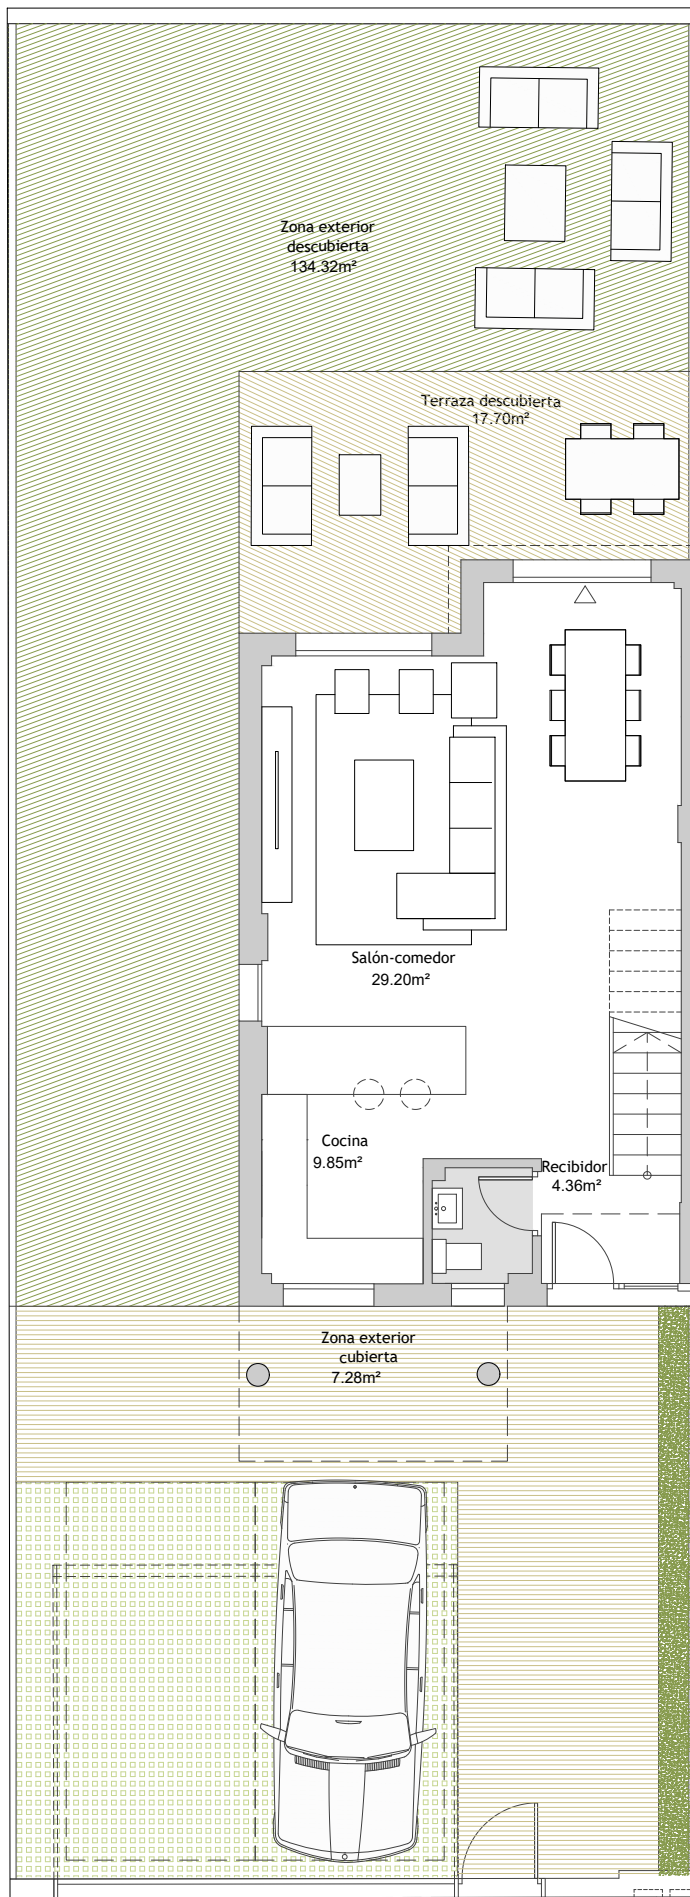 Zona exterior
descubierta
134.32m²
Terraza descubierta
17.70m²
Salón-comedor
29.20m²
Cocina
9.85m²
Recibidor
4.36m²
Zona exterior
cubierta
7.28m²